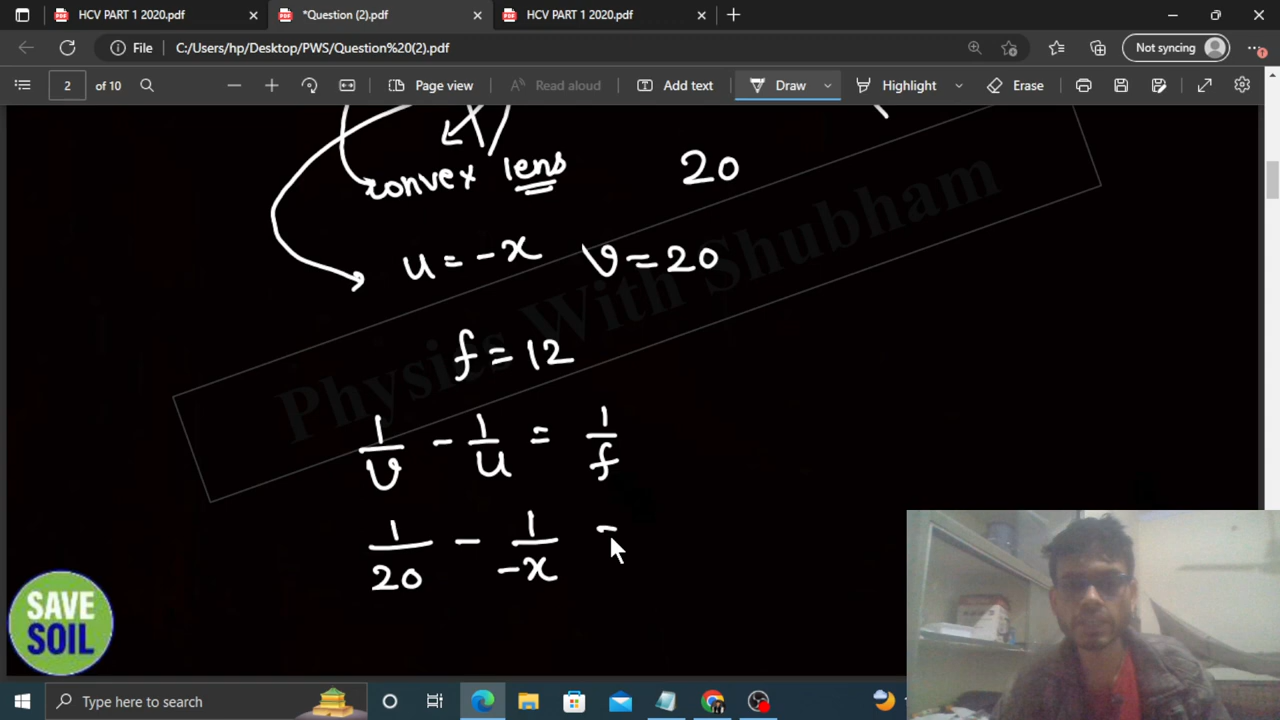 HCV PART 1 2020.pdf
*Question (2).pdf
HCV PART 1 2020.pdf
File C:/Users/hp/Desktop/PWS/Question%20(2).pdf
Not syncing
2 of 10
Page view
Read aloud
Add text
Draw
Highlight
Erase
convex lens 20
u = -x v = 20
f = 12
1/v - 1/u = 1/f
1/20 - 1/-x =
Physics With Shubham
SAVE
SOIL
Type here to search